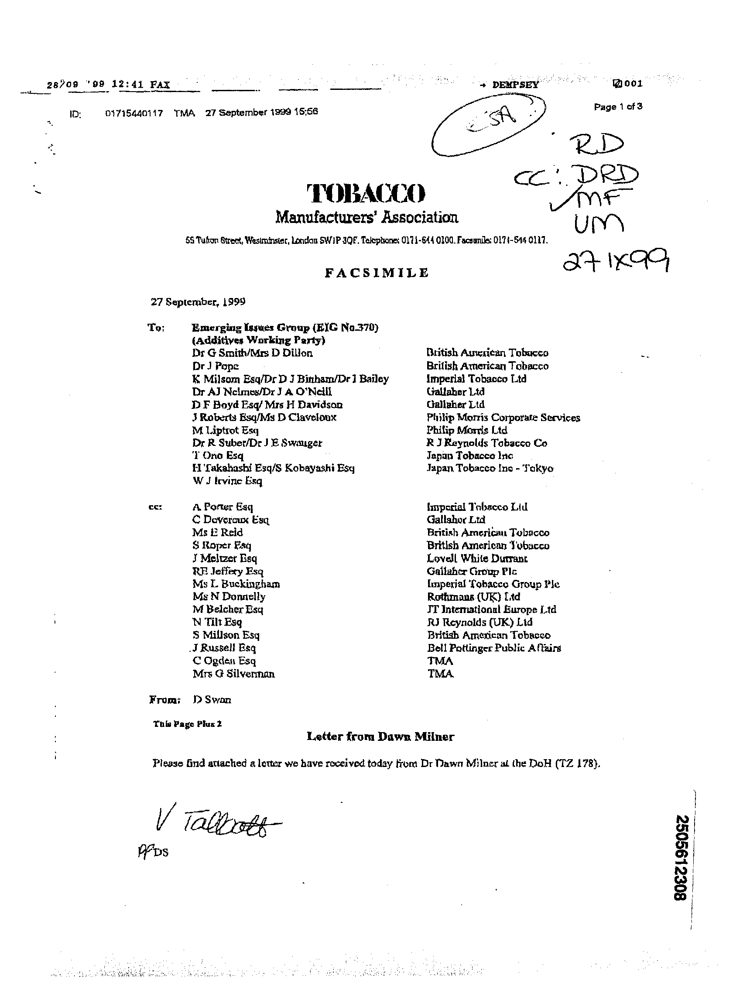 28/09 '99 12:41 FAX → DEMPSEY 001
ID: 01715440117 TMA 27 September 1999 15:56 Page 1 of 3
CSA
RD
CC: DRD
✓MF
UM
27 IX 99
TOBACCO
Manufacturers' Association
55 Tufton Street, Westminster, London SW1P 3QF. Telephone: 0171-544 0100. Facsimile: 0171-544 0117.
FACSIMILE
27 September, 1999
To: Emerging Issues Group (EIG No.370)
(Additives Working Party)
Dr G Smith/Mrs D Dillon British American Tobacco
Dr J Pope British American Tobacco
K Milsom Esq/Dr D J Binham/Dr I Bailey Imperial Tobacco Ltd
Dr AJ Nelmes/Dr J A O'Neill Gallaher Ltd
D F Boyd Esq/ Mrs H Davidson Gallaher Ltd
J Roberts Esq/Ms D Claveloux Philip Morris Corporate Services
M Liptrot Esq Philip Morris Ltd
Dr R Suber/Dr J E Swauger R J Reynolds Tobacco Co
T Ono Esq Japan Tobacco Inc
H Takahashi Esq/S Kobayashi Esq Japan Tobacco Inc - Tokyo
W J Irvine Esq
cc: A Porter Esq Imperial Tobacco Ltd
C Devereux Esq Gallaher Ltd
Ms E Reid British American Tobacco
S Roper Esq British American Tobacco
J Meltzer Esq Lovell White Durrant
RE Jeffery Esq Gallaher Group Plc
Ms L Buckingham Imperial Tobacco Group Plc
Ms N Donnelly Rothmans (UK) Ltd
M Belcher Esq JT International Europe Ltd
N Tilt Esq RJ Reynolds (UK) Ltd
S Millson Esq British American Tobacco
J Russell Esq Bell Pottinger Public Affairs
C Ogden Esq TMA
Mrs G Silverman TMA
From: D Swan
This Page Plus 2
Letter from Dawn Milner
Please find attached a letter we have received today from Dr Dawn Milner at the DoH (TZ 178).
V Tallbott
PP DS
2505612308